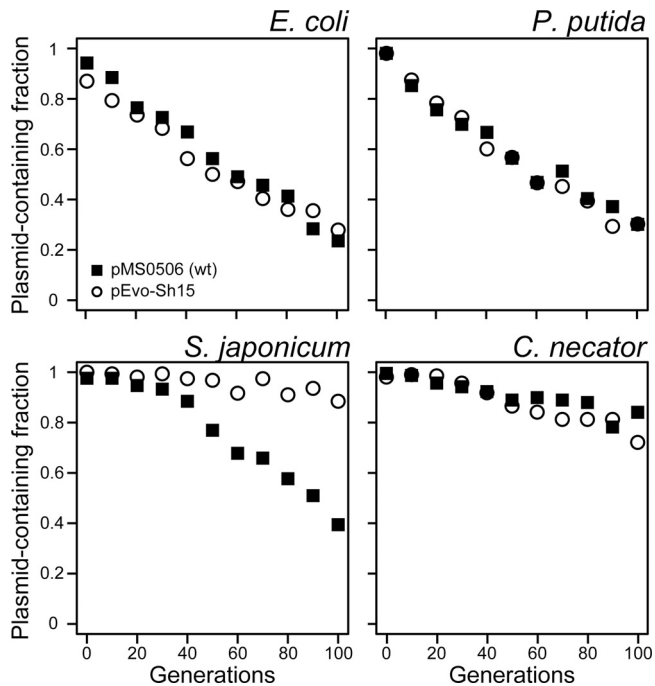 E. coli
P. putida
Plasmid-containing fraction
1
0.8
0.6
0.4
0.2
0
■ pMS0506 (wt)
○ pEvo-Sh15
S. japonicum
C. necator
Plasmid-containing fraction
1
0.8
0.6
0.4
0.2
0
0 20 40 60 80 100
0 20 40 60 80 100
Generations
Generations